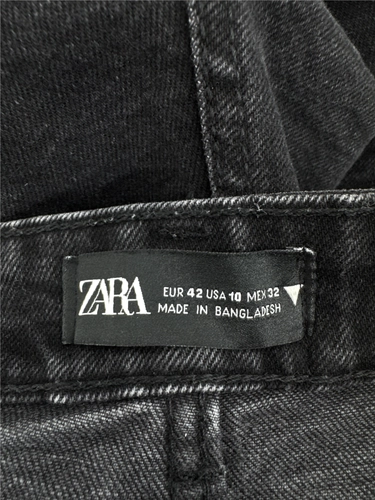 ZARA
EUR 42 USA 10 MEX 32
MADE IN BANGLADESH